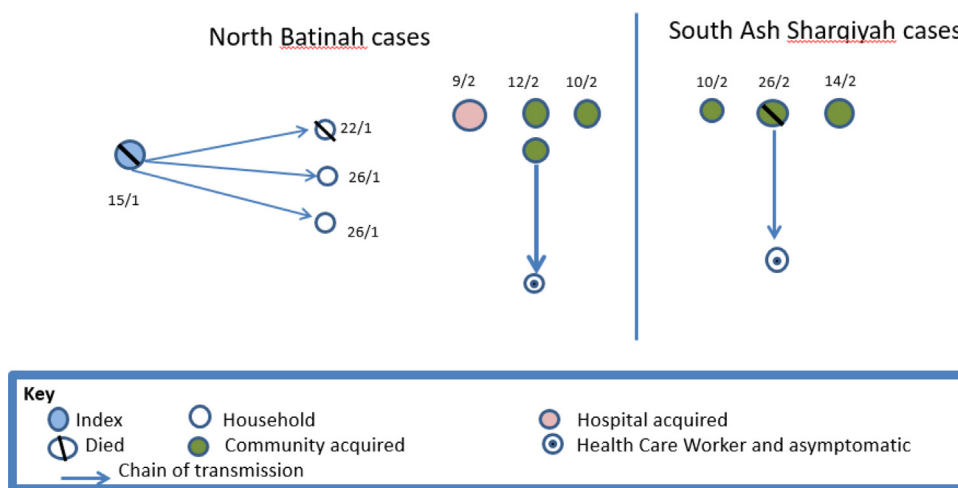 North Batinah cases
South Ash Sharqiyah cases
9/2
12/2
10/2
10/2
26/2
14/2
22/1
26/1
15/1
26/1
Key
Index
Household
Hospital acquired
Died
Community acquired
Health Care Worker and asymptomatic
Chain of transmission